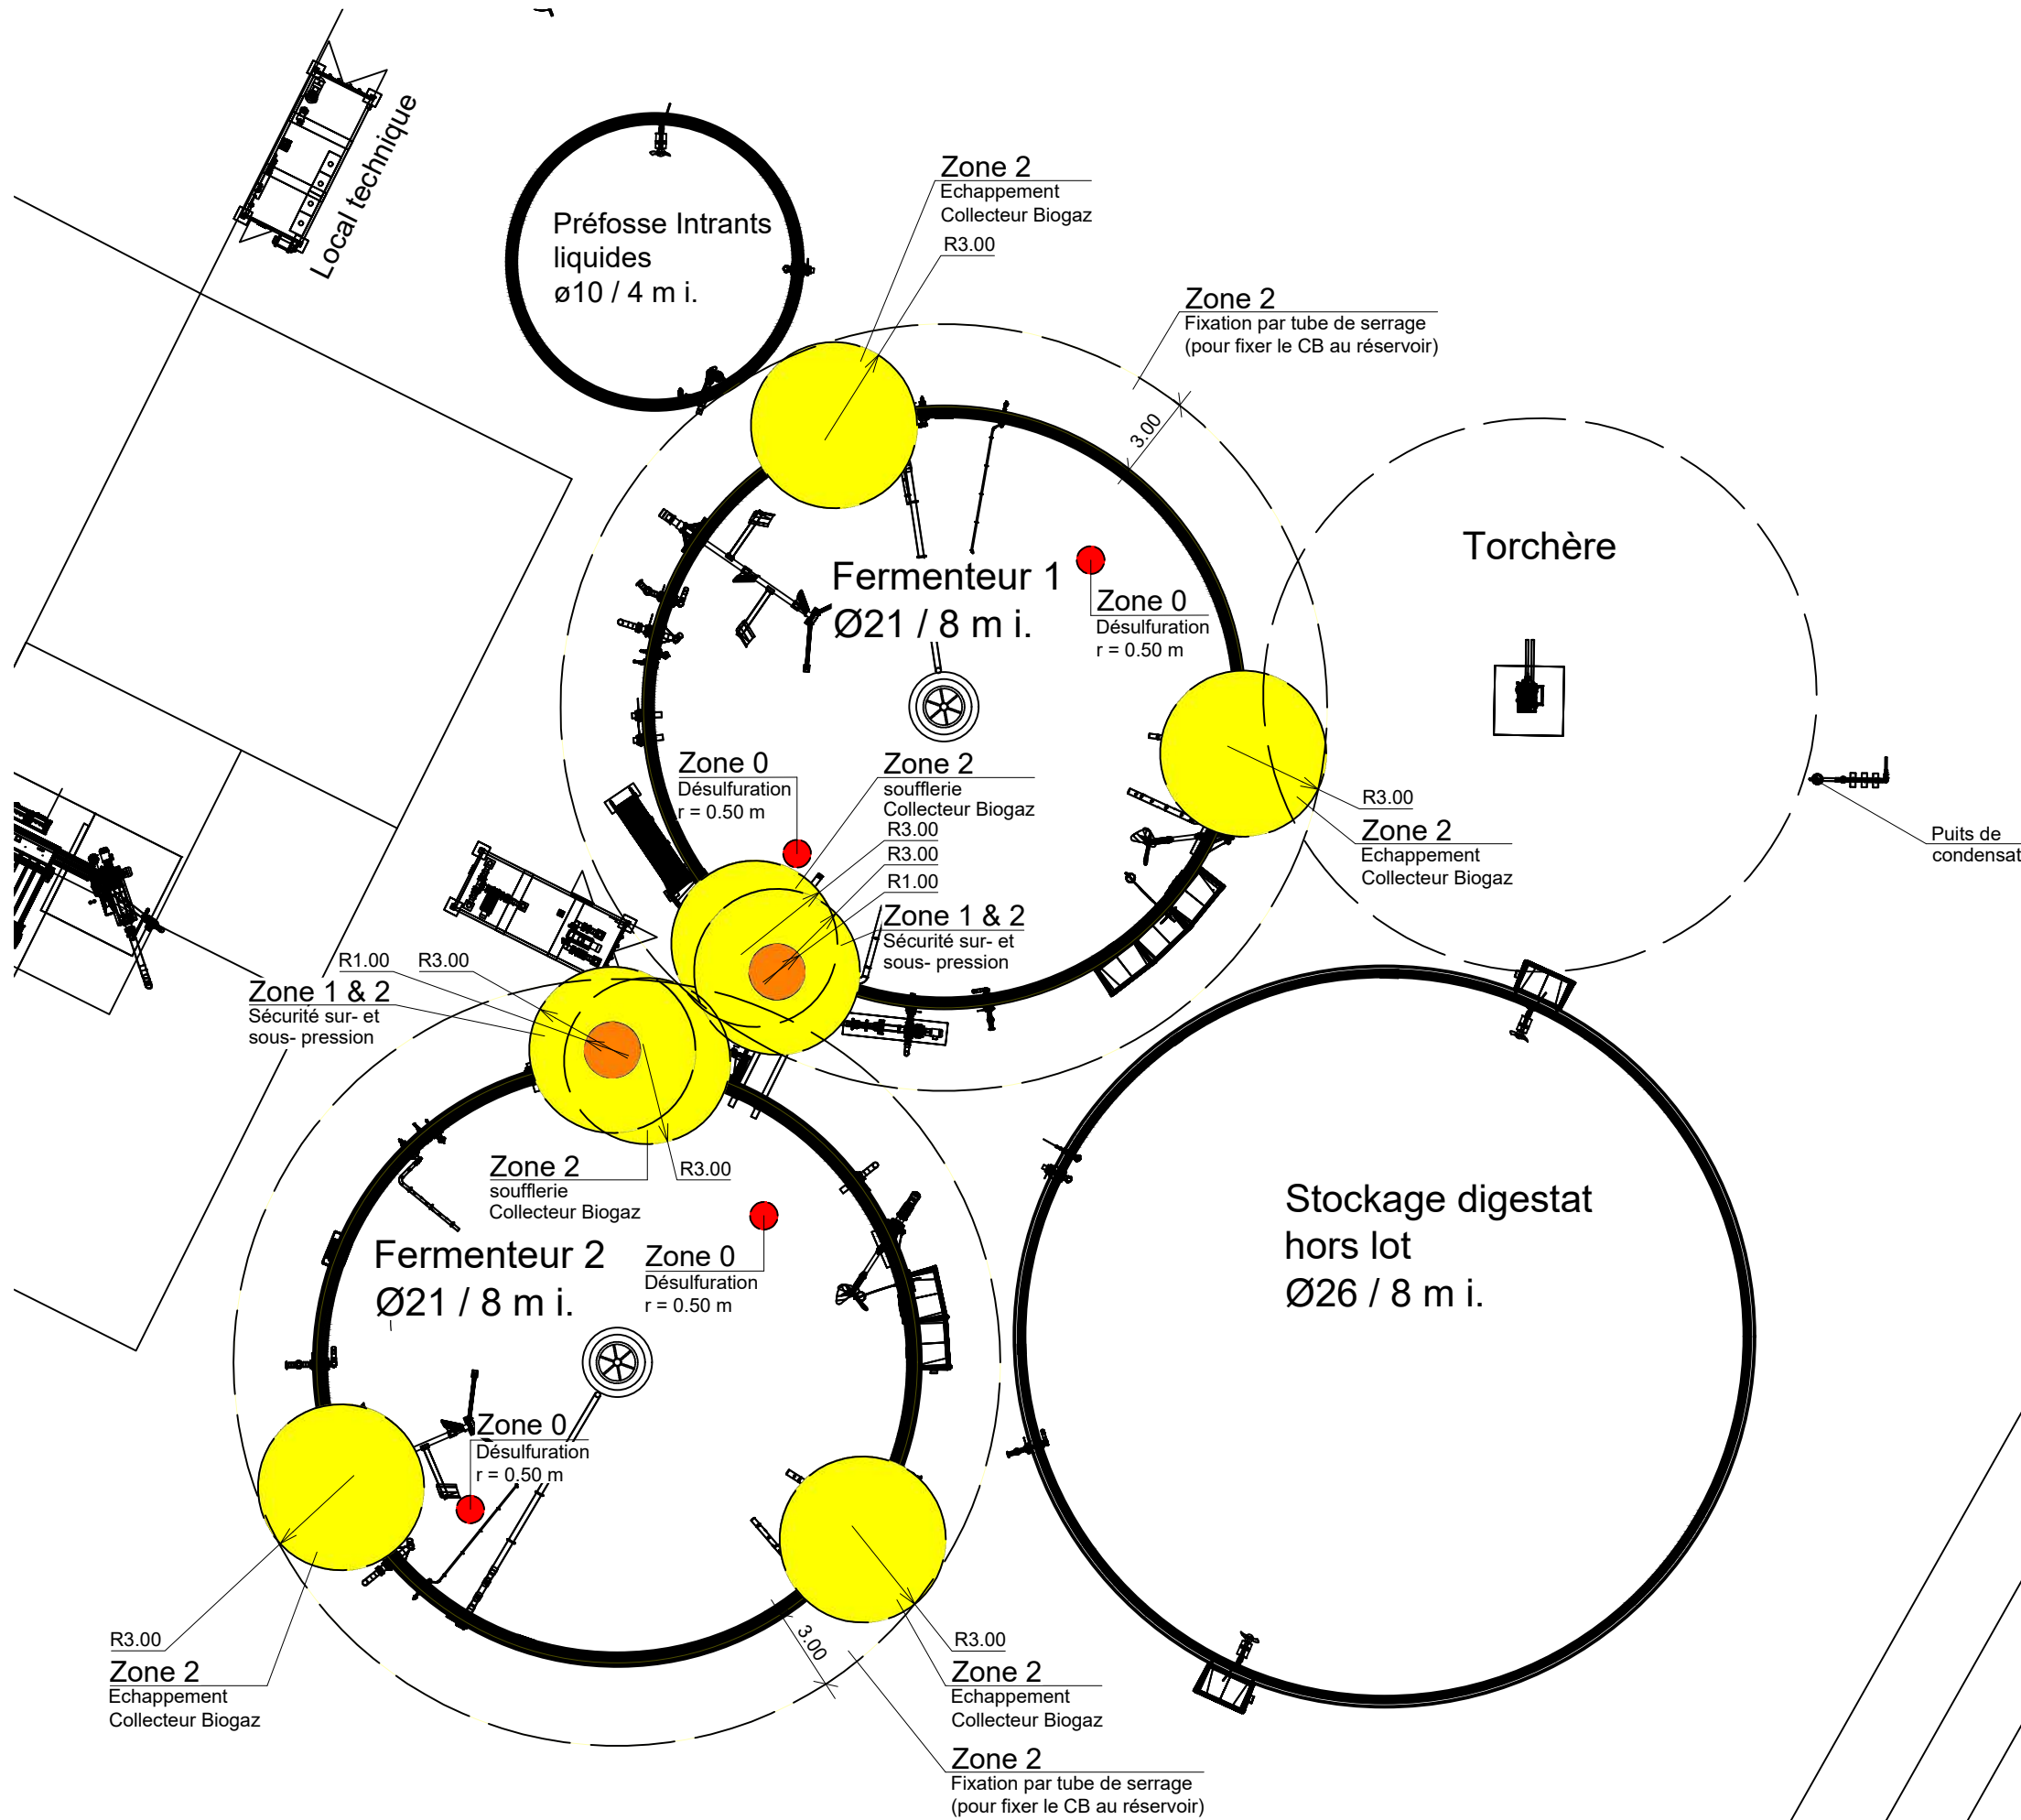 Local technique
Préfosse Intrants
liquides
ø10 / 4 m i.
Zone 2
Echappement
Collecteur Biogaz
R3.00
Zone 2
Fixation par tube de serrage
(pour fixer le CB au réservoir)
3.00
Torchère
Fermenteur 1
Ø21 / 8 m i.
Zone 0
Désulfuration
r = 0.50 m
Zone 0
Désulfuration
r = 0.50 m
Zone 2
soufflerie
Collecteur Biogaz
R3.00
R3.00
R1.00
Zone 1 & 2
Sécurité sur- et
sous- pression
R3.00
Zone 2
Echappement
Collecteur Biogaz
Puits de
condensat
R1.00
R3.00
Zone 1 & 2
Sécurité sur- et
sous- pression
Zone 2
soufflerie
Collecteur Biogaz
R3.00
Fermenteur 2
Ø21 / 8 m i.
Zone 0
Désulfuration
r = 0.50 m
Stockage digestat
hors lot
Ø26 / 8 m i.
Zone 0
Désulfuration
r = 0.50 m
R3.00
Zone 2
Echappement
Collecteur Biogaz
3.00
R3.00
Zone 2
Echappement
Collecteur Biogaz
Zone 2
Fixation par tube de serrage
(pour fixer le CB au réservoir)